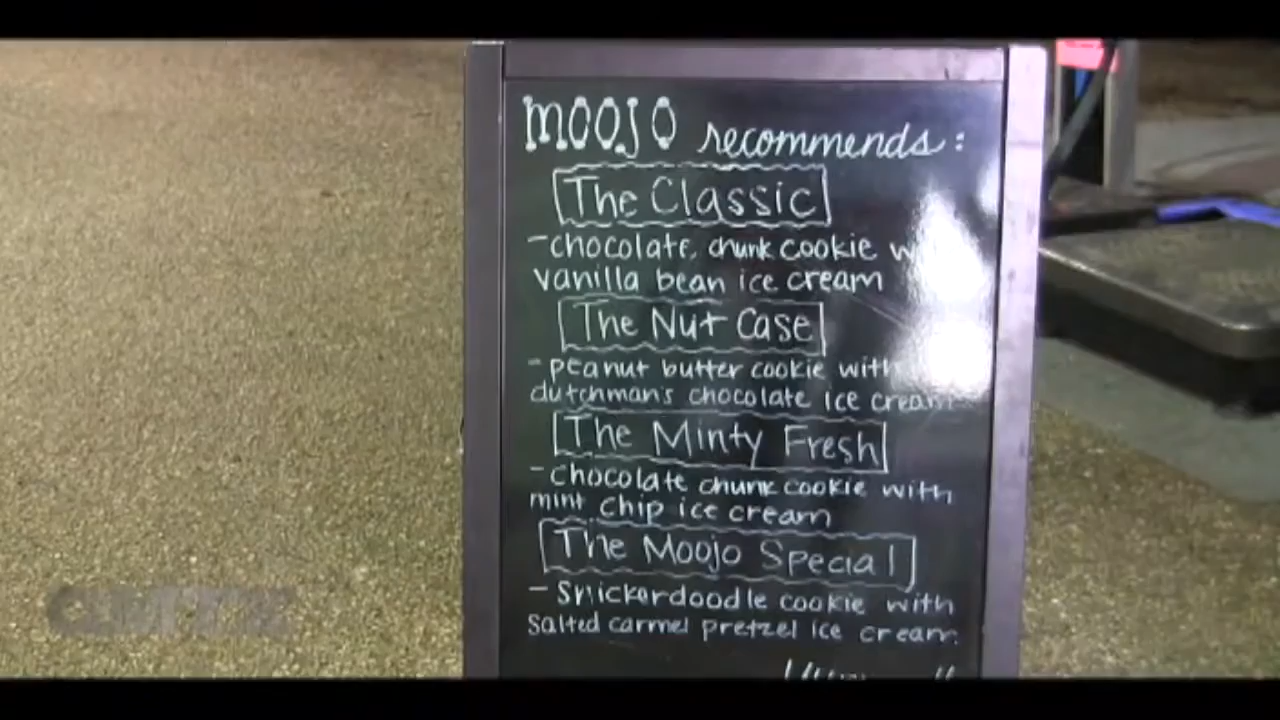 MOOJO recommends:
The Classic
-chocolate chunk cookie
vanilla bean ice cream
The Nut Case
-peanut butter cookie with
dutchman's chocolate ice cream
The Minty Fresh
-Chocolate chunk cookie with
mint chip ice cream
The Moojo Special
- Snickerdoodle cookie with
Salted carmel pretzel ice cream